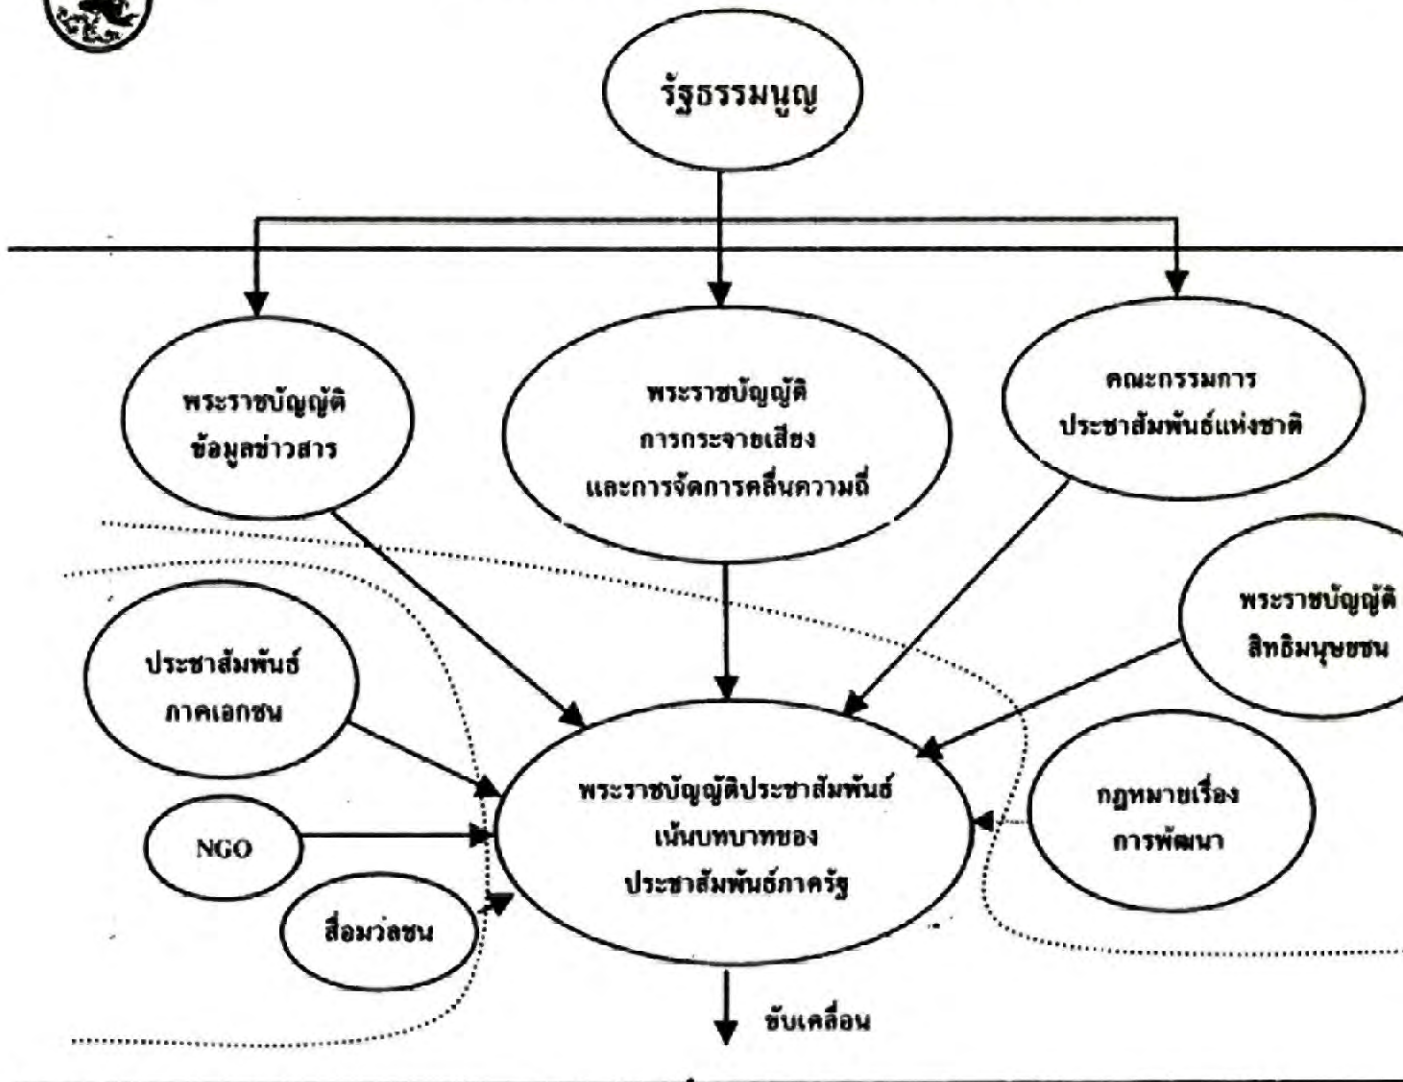 รัฐธรรมนูญ
พระราชบัญญัติ
ข้อมูลข่าวสาร
พระราชบัญญัติ
การกระจายเสียง
และการจัดการคลื่นความถี่
คณะกรรมการ
ประชาสัมพันธ์แห่งชาติ
พระราชบัญญัติ
สิทธิมนุษยชน
ประชาสัมพันธ์
ภาคเอกชน
NGO
สื่อมวลชน
พระราชบัญญัติประชาสัมพันธ์
เน้นบทบาทของ
ประชาสัมพันธ์ภาครัฐ
กฎหมายเรื่อง
การพัฒนา
ขับเคลื่อน